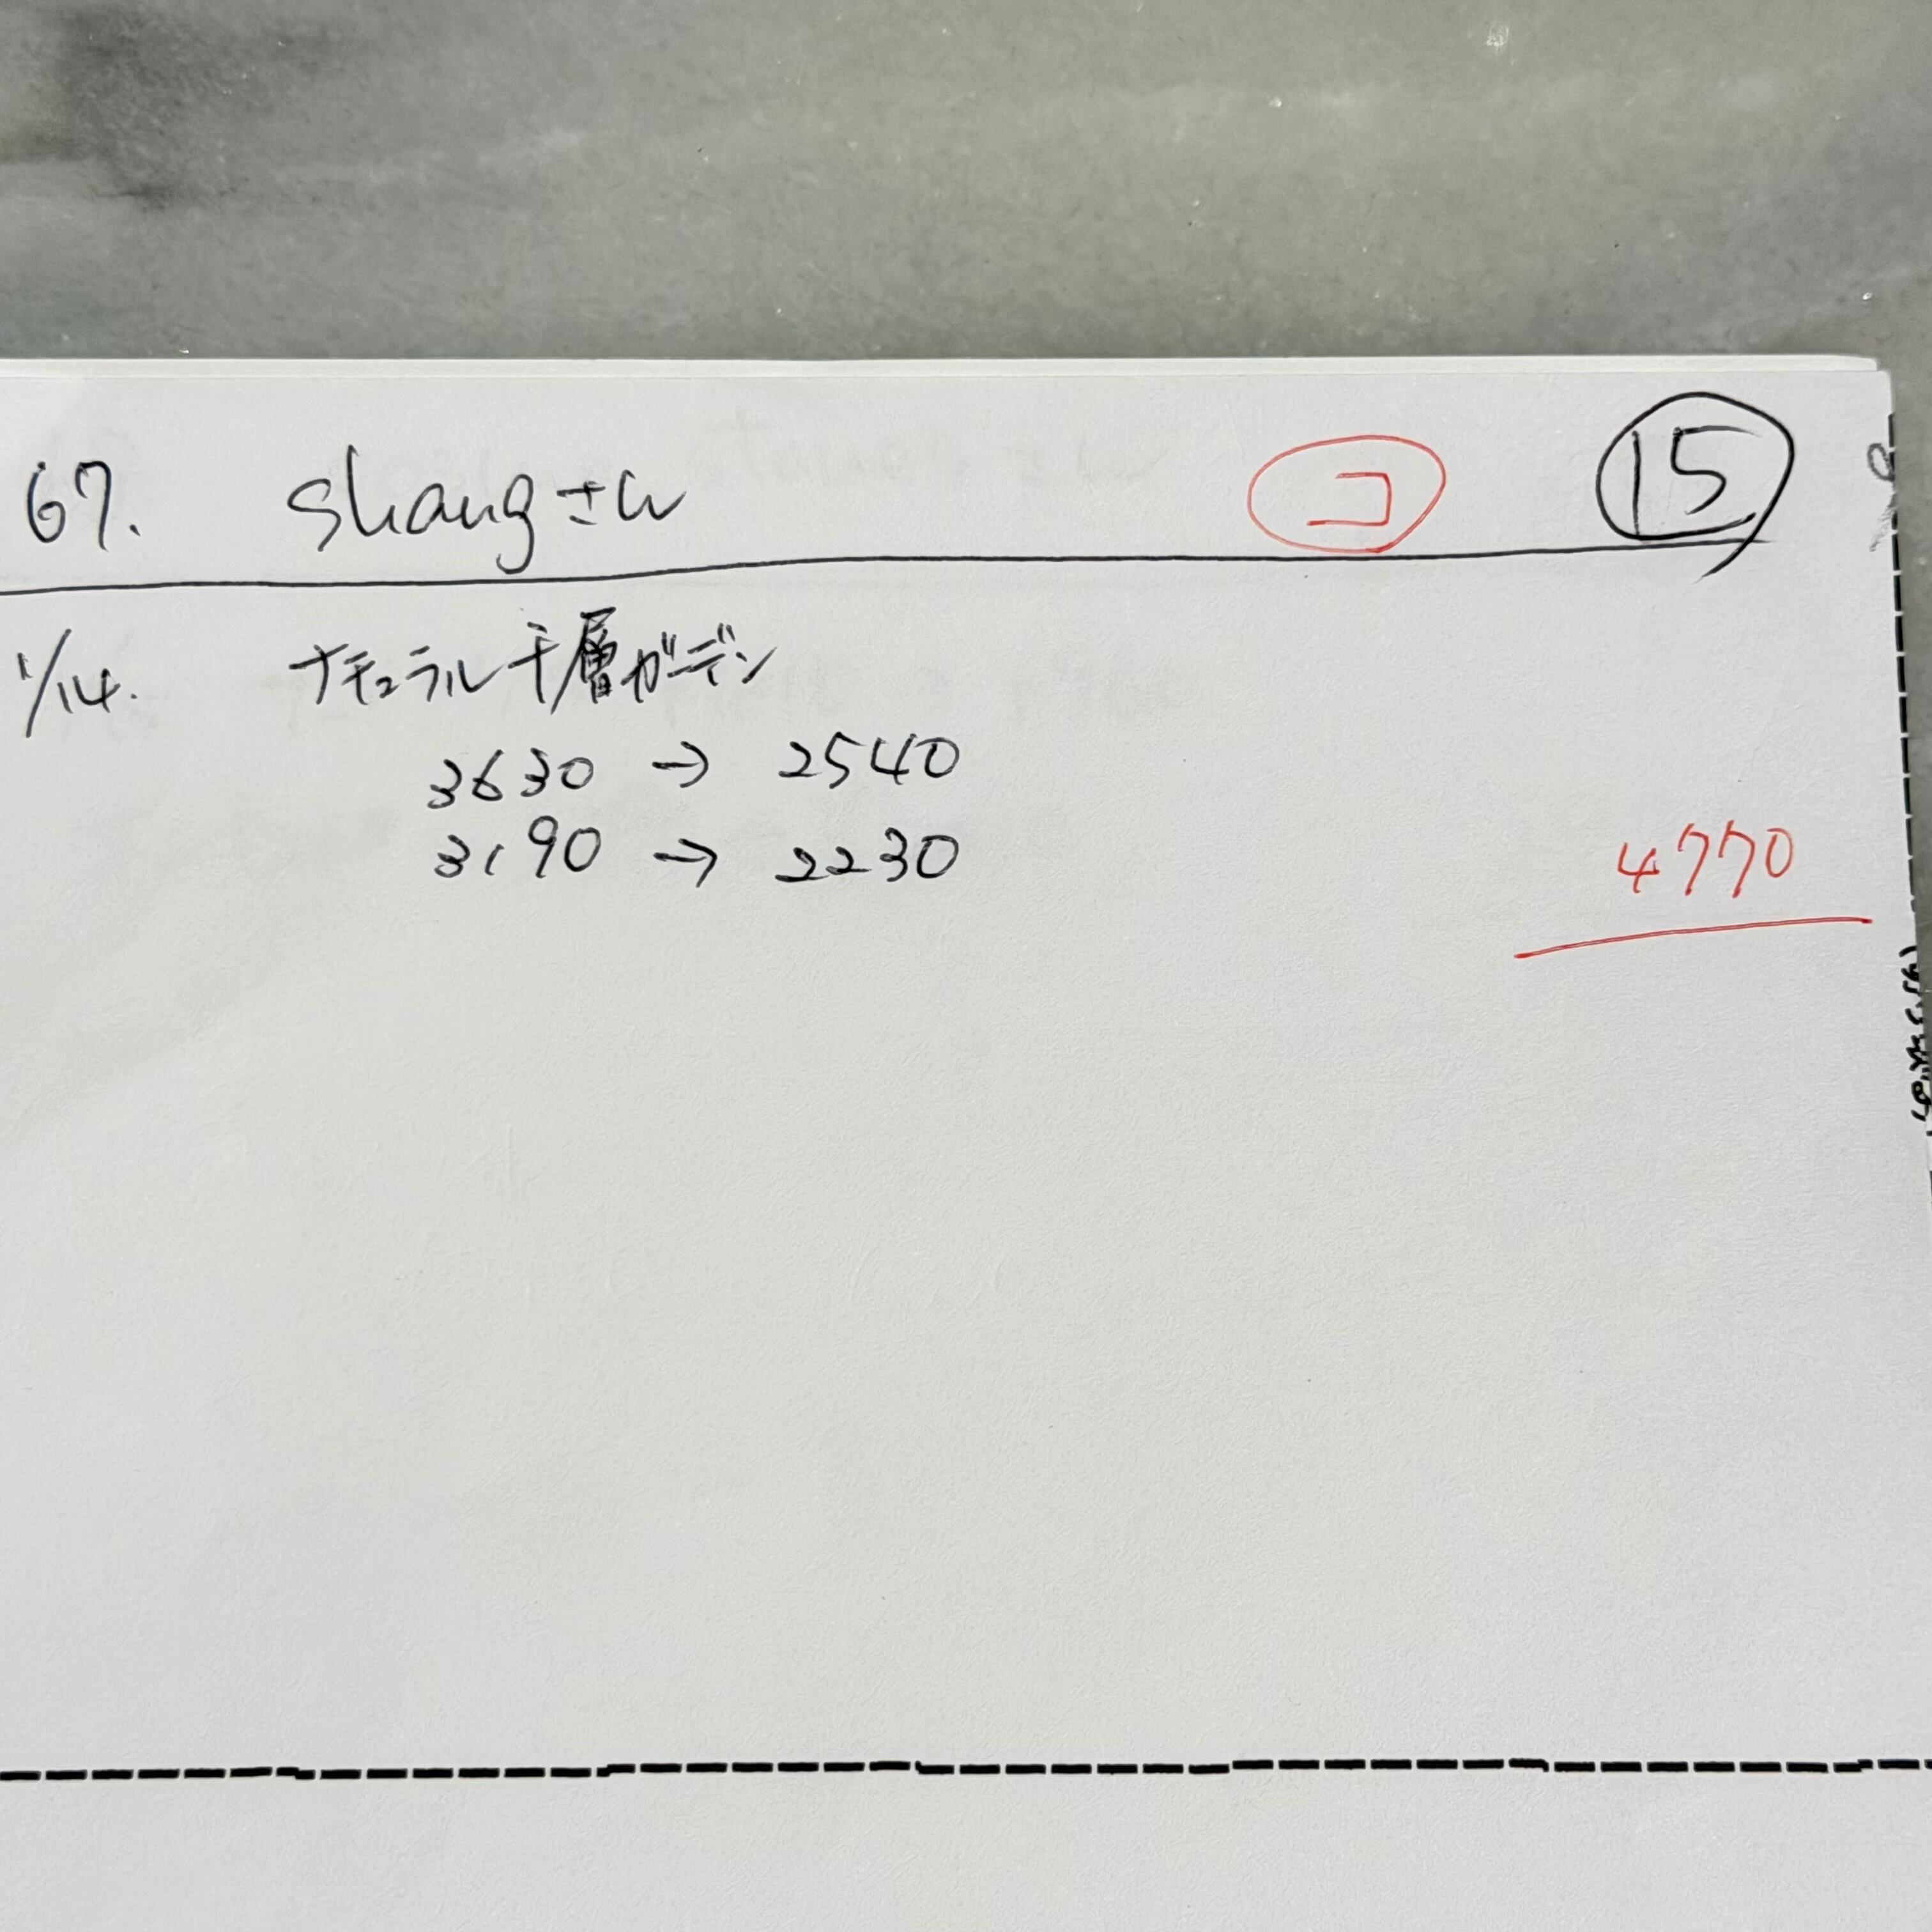 67. Shangさん コ 15
1/14. ナチュラル千層ガーデン
3630 → 2540
3190 → 2230
4770